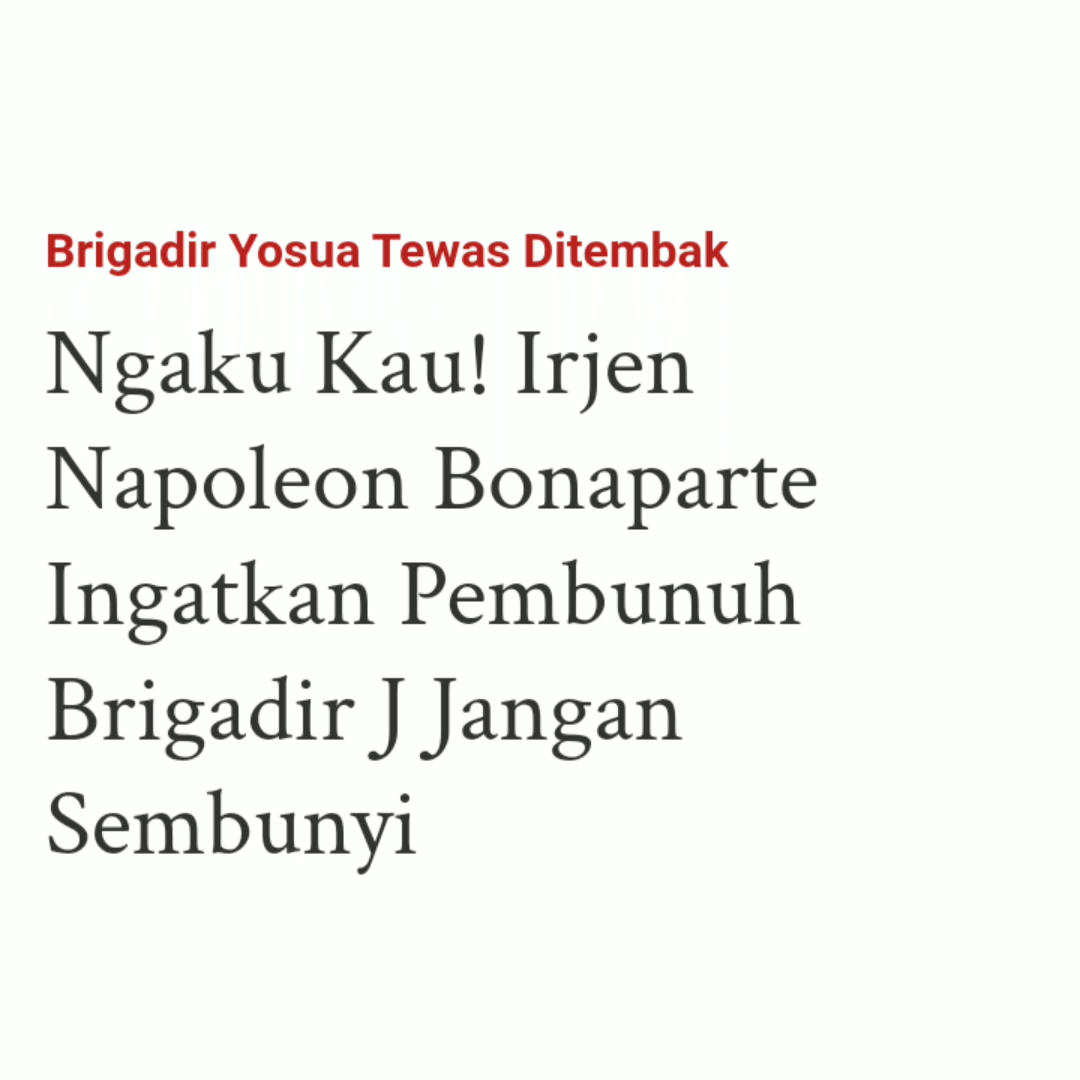 Brigadir Yosua Tewas Ditembak
Ngaku Kau! Irjen
Napoleon Bonaparte
Ingatkan Pembunuh
Brigadir J Jangan
Sembunyi